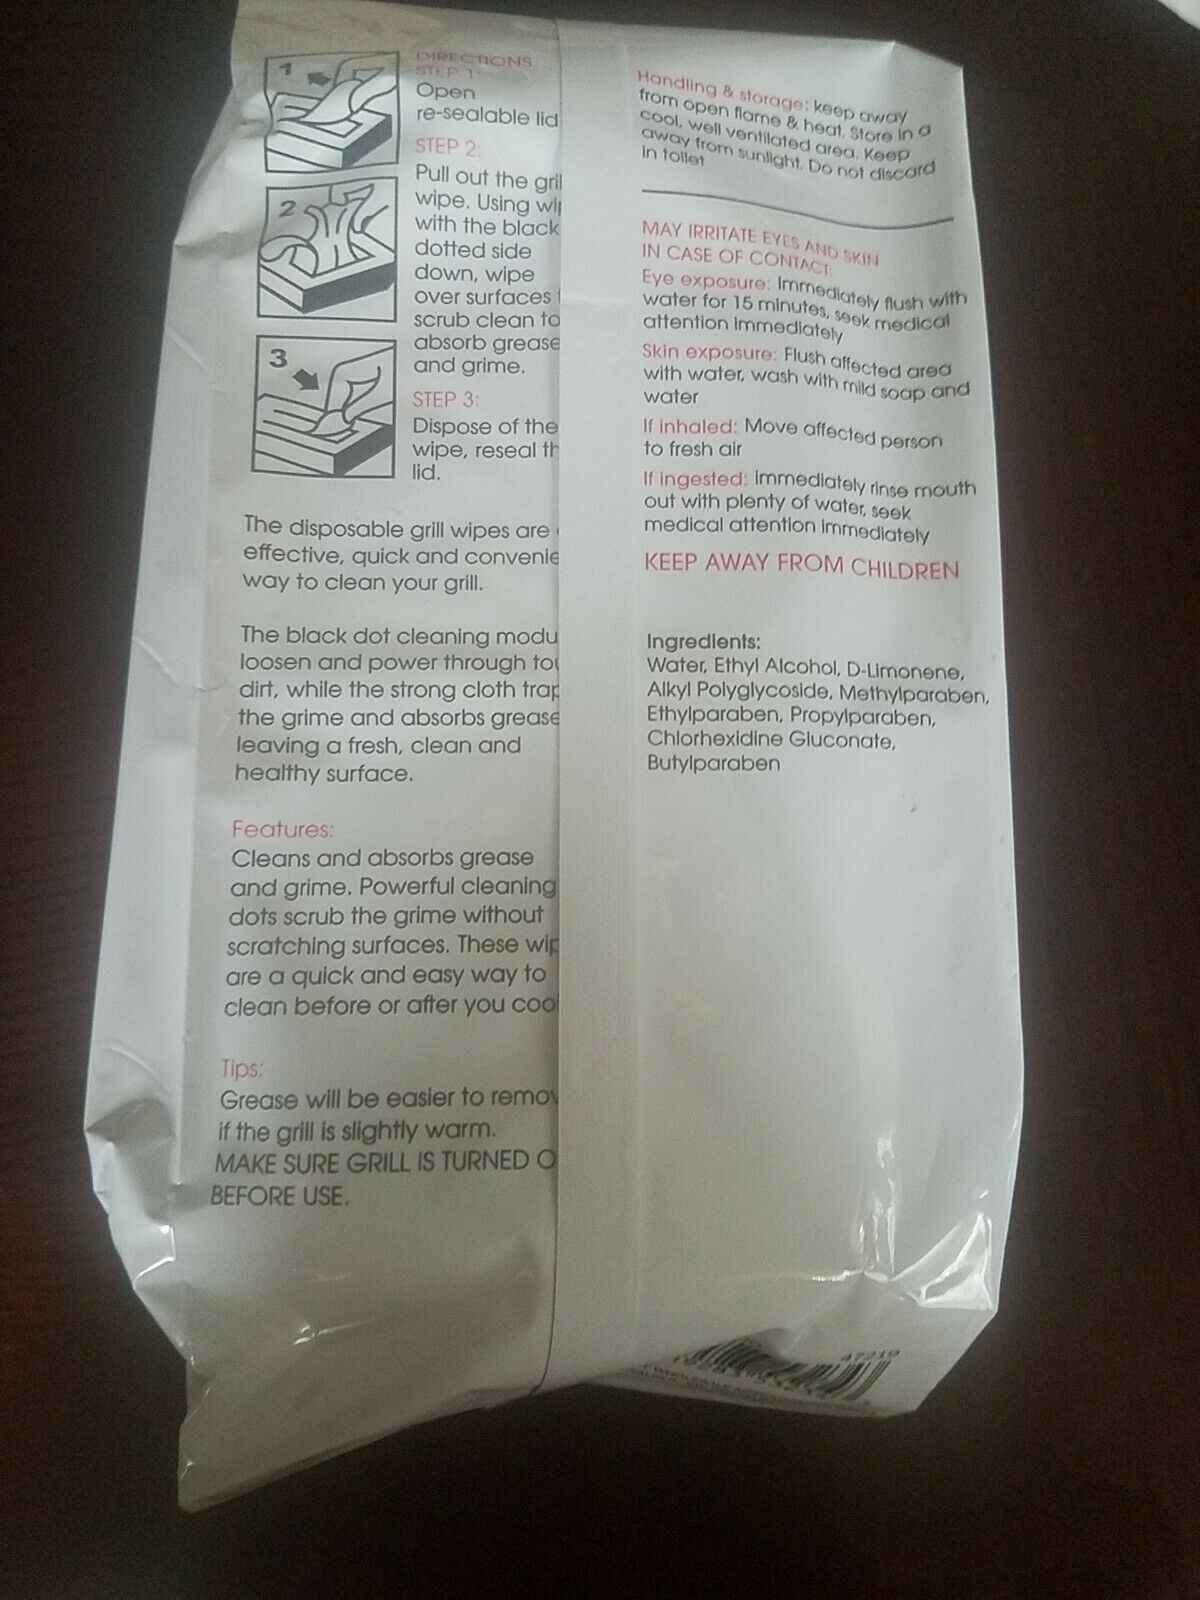 1
2
3
DIRECTIONS
STEP 1:
Open
re-sealable lid
STEP 2:
Pull out the gril
wipe. Using wi
with the black
dotted side
down, wipe
over surfaces
scrub clean to
absorb grease
and grime.
STEP 3:
Dispose of the
wipe, reseal th
lid.
The disposable grill wipes are
effective, quick and convenie
way to clean your grill.
The black dot cleaning modu
loosen and power through tou
dirt, while the strong cloth trap
the grime and absorbs grease
leaving a fresh, clean and
healthy surface.
Features:
Cleans and absorbs grease
and grime. Powerful cleaning
dots scrub the grime without
scratching surfaces. These wip
are a quick and easy way to
clean before or after you coo
Tips:
Grease will be easier to remov
if the grill is slightly warm.
MAKE SURE GRILL IS TURNED O
BEFORE USE.
Handling & storage: keep away
from open flame & heat. Store in a
cool, well ventilated area. Keep
away from sunlight. Do not discard
in toilet
MAY IRRITATE EYES AND SKIN
IN CASE OF CONTACT:
Eye exposure: Immediately flush with
water for 15 minutes, seek medical
attention immediately
Skin exposure: Flush affected area
with water, wash with mild soap and
water
If inhaled: Move affected person
to fresh air
If ingested: immediately rinse mouth
out with plenty of water, seek
medical attention immediately
KEEP AWAY FROM CHILDREN
Ingredients:
Water, Ethyl Alcohol, D-Limonene,
Alkyl Polyglycoside, Methylparaben,
Ethylparaben, Propylparaben,
Chlorhexidine Gluconate,
Butylparaben
47219